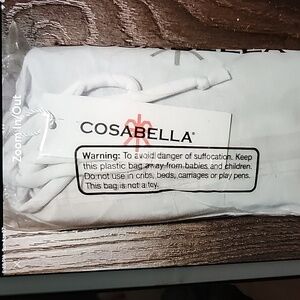 Zoom In/Out
COSABELLA
Warning: To avoid danger of suffocation. Keep
this plastic bag away from babies and children.
Do not use in cribs, beds, carriages or play pens.
This bag is not a toy.